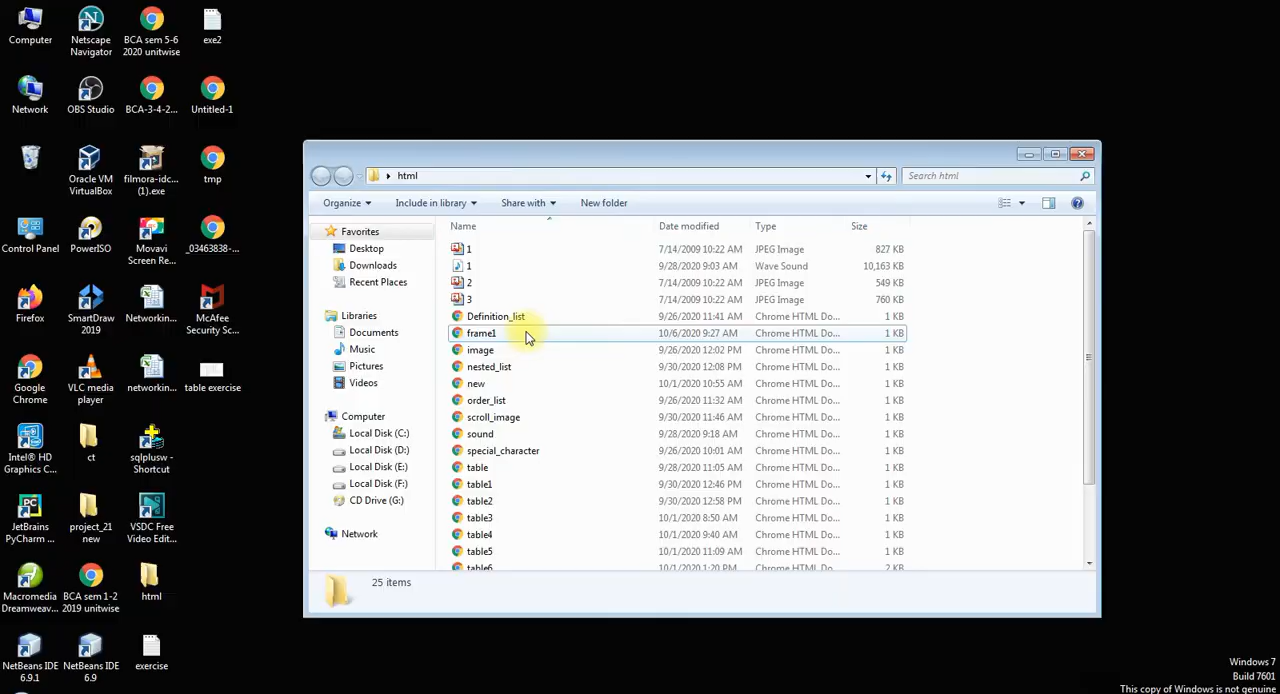 Computer
Netscape
Navigator
BCA sem 5-6
2020 unitwise
exe2
Network
OBS Studio
BCA-3-4-2...
Untitled-1
Oracle VM
VirtualBox
filmora-idc...
(1).exe
tmp
Control Panel
PowerISO
Movavi
Screen Re...
_03463838-...
Firefox
SmartDraw
2019
Networkin...
McAfee
Security Sc...
Google
Chrome
VLC media
player
networkin...
table exercise
Intel® HD
Graphics C...
ct
sqlplusw -
Shortcut
JetBrains
PyCharm ...
project_21
new
VSDC Free
Video Edit...
Macromedia
Dreamweav...
BCA sem 1-2
2019 unitwise
html
NetBeans IDE
6.9.1
NetBeans IDE
6.9
exercise
html
Search html
Organize
Include in library
Share with
New folder
Favorites
Desktop
Downloads
Recent Places
Libraries
Documents
Music
Pictures
Videos
Computer
Local Disk (C:)
Local Disk (D:)
Local Disk (E:)
Local Disk (F:)
CD Drive (G:)
Network
Name Date modified Type Size
1 7/14/2009 10:22 AM JPEG Image 827 KB
1 9/28/2020 9:03 AM Wave Sound 10,163 KB
2 7/14/2009 10:22 AM JPEG Image 549 KB
3 7/14/2009 10:22 AM JPEG Image 760 KB
Definition_list 9/26/2020 11:41 AM Chrome HTML Do... 1 KB
frame1 10/6/2020 9:27 AM Chrome HTML Do... 1 KB
image 9/26/2020 12:02 PM Chrome HTML Do... 1 KB
nested_list 9/30/2020 12:08 PM Chrome HTML Do... 1 KB
new 10/1/2020 10:55 AM Chrome HTML Do... 1 KB
order_list 9/26/2020 11:32 AM Chrome HTML Do... 1 KB
scroll_image 9/30/2020 11:46 AM Chrome HTML Do... 1 KB
sound 9/28/2020 9:18 AM Chrome HTML Do... 1 KB
special_character 9/26/2020 10:01 AM Chrome HTML Do... 1 KB
table 9/28/2020 11:05 AM Chrome HTML Do... 1 KB
table1 9/30/2020 12:46 PM Chrome HTML Do... 1 KB
table2 9/30/2020 12:58 PM Chrome HTML Do... 1 KB
table3 10/1/2020 8:50 AM Chrome HTML Do... 1 KB
table4 10/1/2020 9:40 AM Chrome HTML Do... 1 KB
table5 10/1/2020 11:09 AM Chrome HTML Do... 1 KB
table6 10/1/2020 1:20 PM Chrome HTML Do... 2 KB
25 items
Windows 7
Build 7601
This copy of Windows is not genuine